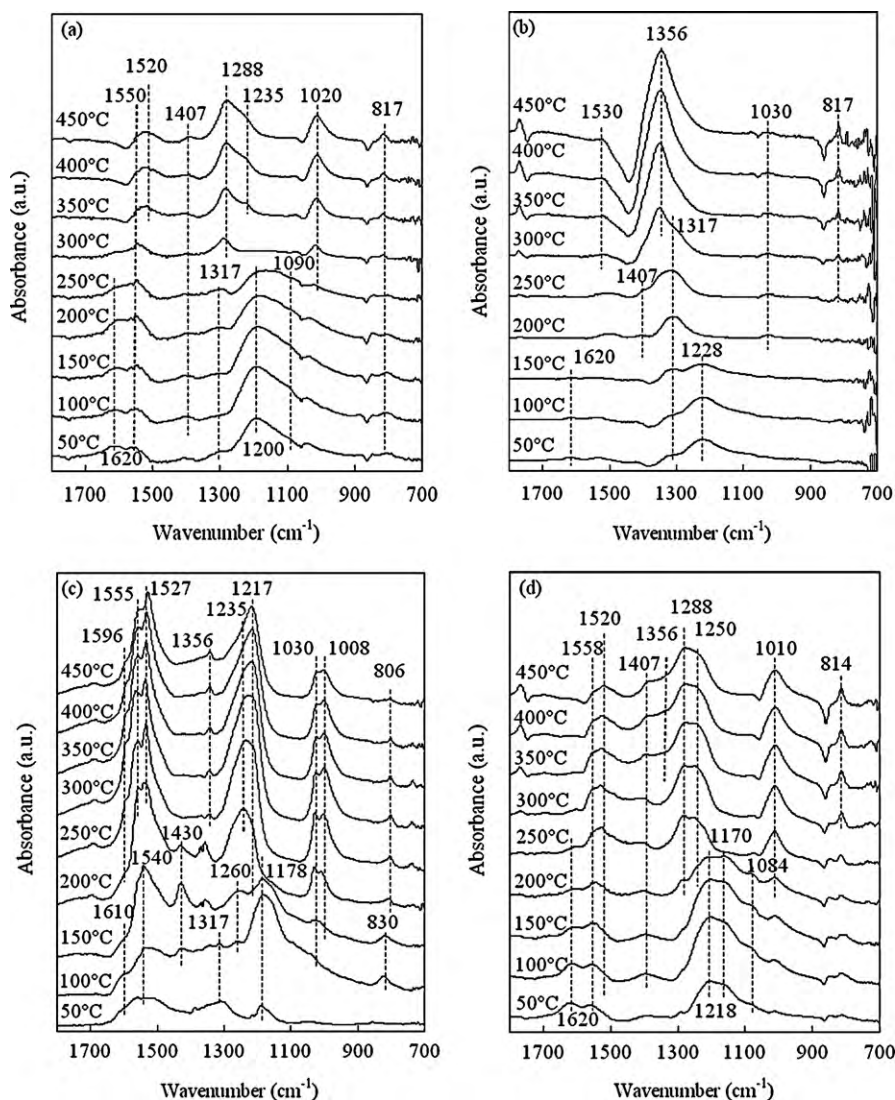 (a)
1520
1288
1550
1235
1020
1407
817
450°C
400°C
350°C
300°C
1317
1090
250°C
200°C
150°C
100°C
50°C
1620
1200
1700
1500
1300
1100
900
700
Wavenumber (cm⁻¹)
Absorbance (a.u.)
(b)
1356
450°C
1530
1030
817
400°C
350°C
1317
300°C
1407
250°C
200°C
1620
1228
150°C
100°C
50°C
1700
1500
1300
1100
900
700
Wavenumber (cm⁻¹)
Absorbance (a.u.)
(c)
1555
1527
1217
1235
1596
1356
1030
1008
806
450°C
400°C
350°C
300°C
250°C
1430
1540
1260
1178
200°C
1610
1317
830
150°C
100°C
50°C
1700
1500
1300
1100
900
700
Wavenumber (cm⁻¹)
Absorbance (a.u.)
(d)
1520
1288
1558
1356
1250
1407
1010
814
450°C
400°C
350°C
300°C
250°C
1170
1084
200°C
150°C
100°C
50°C
1620
1218
1700
1500
1300
1100
900
700
Wavenumber (cm⁻¹)
Absorbance (a.u.)